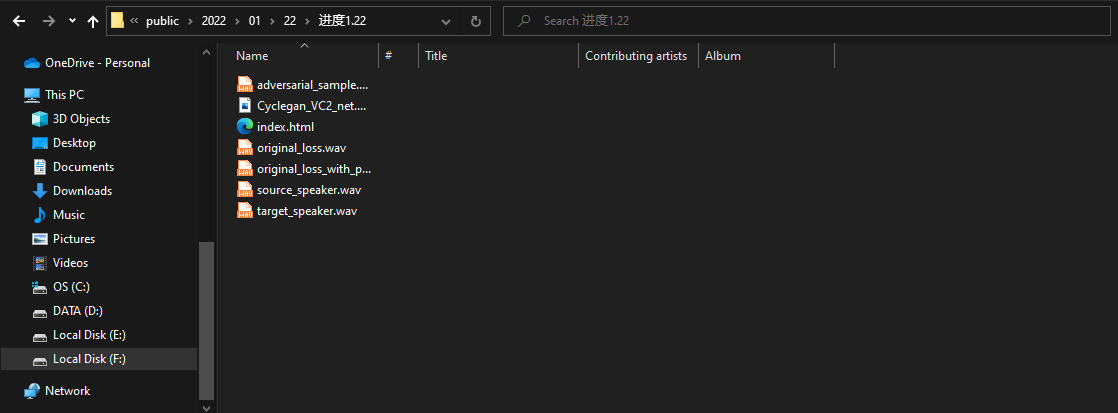 public > 2022 > 01 > 22 > 进度1.22
Search 进度1.22
OneDrive - Personal
This PC
3D Objects
Desktop
Documents
Downloads
Music
Pictures
Videos
OS (C:)
DATA (D:)
Local Disk (E:)
Local Disk (F:)
Network
Name # Title Contributing artists Album
adversarial_sample....
Cyclegan_VC2_net....
index.html
original_loss.wav
original_loss_with_p...
source_speaker.wav
target_speaker.wav